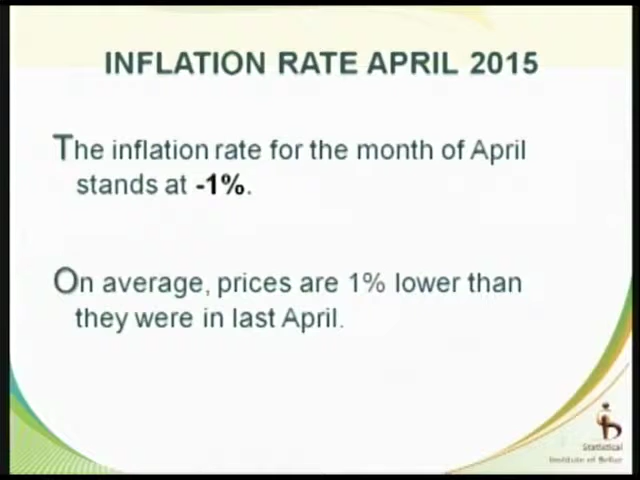 INFLATION RATE APRIL 2015
The inflation rate for the month of April
stands at -1%.
On average, prices are 1% lower than
they were in last April.
Statistical
Institute of Belize